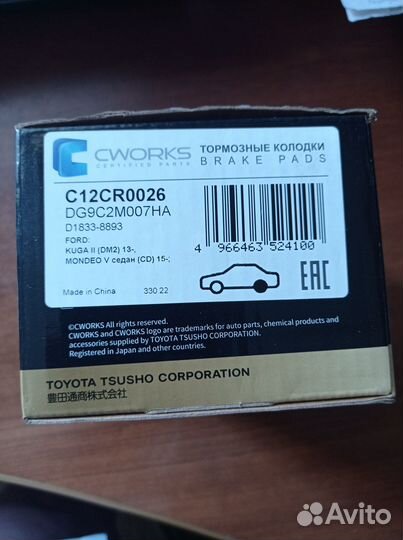 CWORKS
CERTIFIED PARTS
ТОРМОЗНЫЕ КОЛОДКИ
BRAKE PADS
C12CR0026
DG9C2M007HA
D1833-8893
FORD:
KUGA II (DM2) 13-,
MONDEO V седан (CD) 15-;
4 966463 524100
Made in China 330 22
EAC
©CWORKS All rights reserved.
CWORKS and CWORKS logo are trademarks for auto parts, chemical products and
accessories supplied by TOYOTA TSUSHO CORPORATION.
Registered in Japan and other countries.
TOYOTA TSUSHO CORPORATION
豊田通商株式会社
Avito